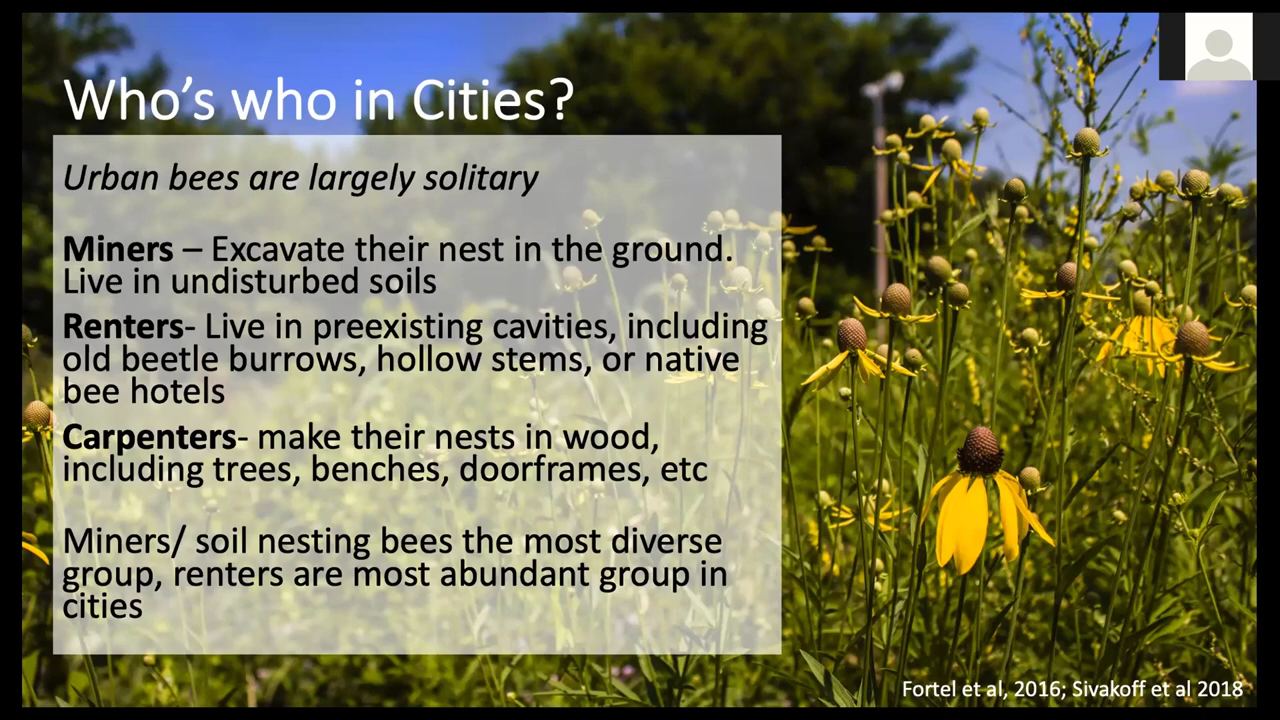 Who’s who in Cities?
Urban bees are largely solitary
Miners – Excavate their nest in the ground.
Live in undisturbed soils
Renters- Live in preexisting cavities, including
old beetle burrows, hollow stems, or native
bee hotels
Carpenters- make their nests in wood,
including trees, benches, doorframes, etc
Miners/ soil nesting bees the most diverse
group, renters are most abundant group in
cities
Fortel et al, 2016; Sivakoff et al 2018